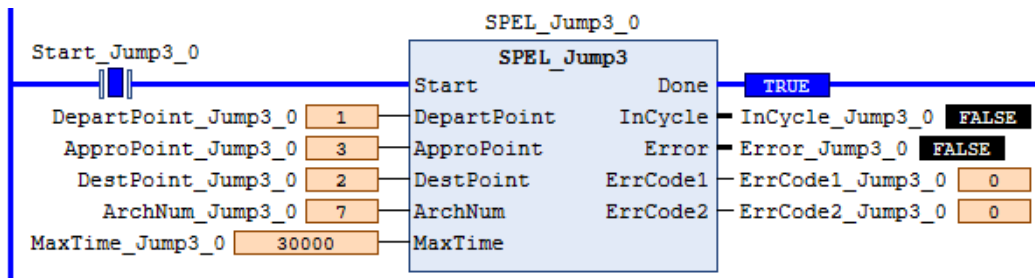 SPEL_Jump3_0
Start_Jump3_0
SPEL_Jump3
Start Done TRUE
DepartPoint_Jump3_0 1 DepartPoint InCycle InCycle_Jump3_0 FALSE
ApproPoint_Jump3_0 3 ApproPoint Error Error_Jump3_0 FALSE
DestPoint_Jump3_0 2 DestPoint ErrCode1 ErrCode1_Jump3_0 0
ArchNum_Jump3_0 7 ArchNum ErrCode2 ErrCode2_Jump3_0 0
MaxTime_Jump3_0 30000 MaxTime